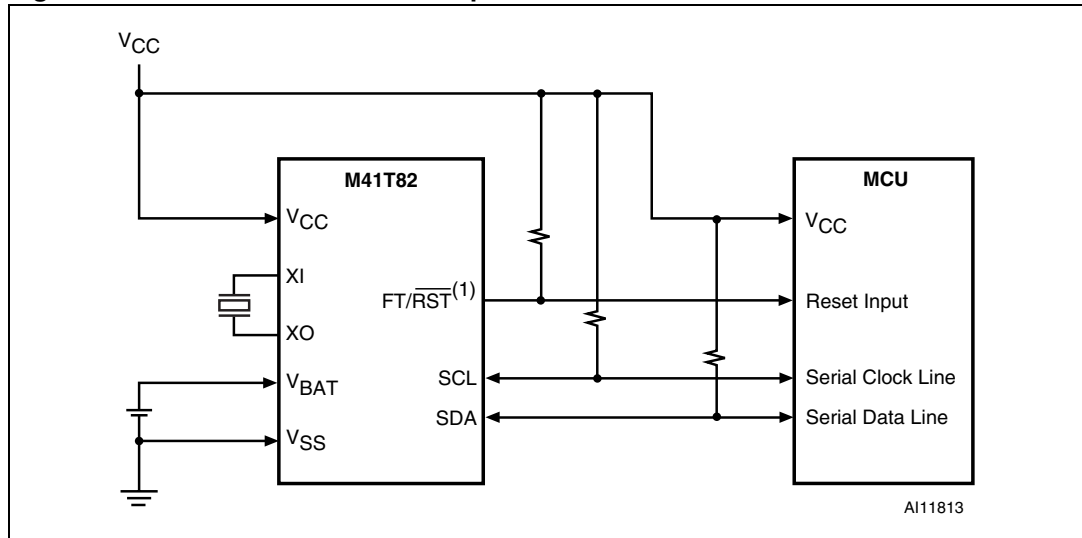 VCC
M41T82
MCU
VCC
VCC
XI
FT/RST(1)
Reset Input
XO
VBAT
SCL
Serial Clock Line
SDA
Serial Data Line
VSS
AI11813